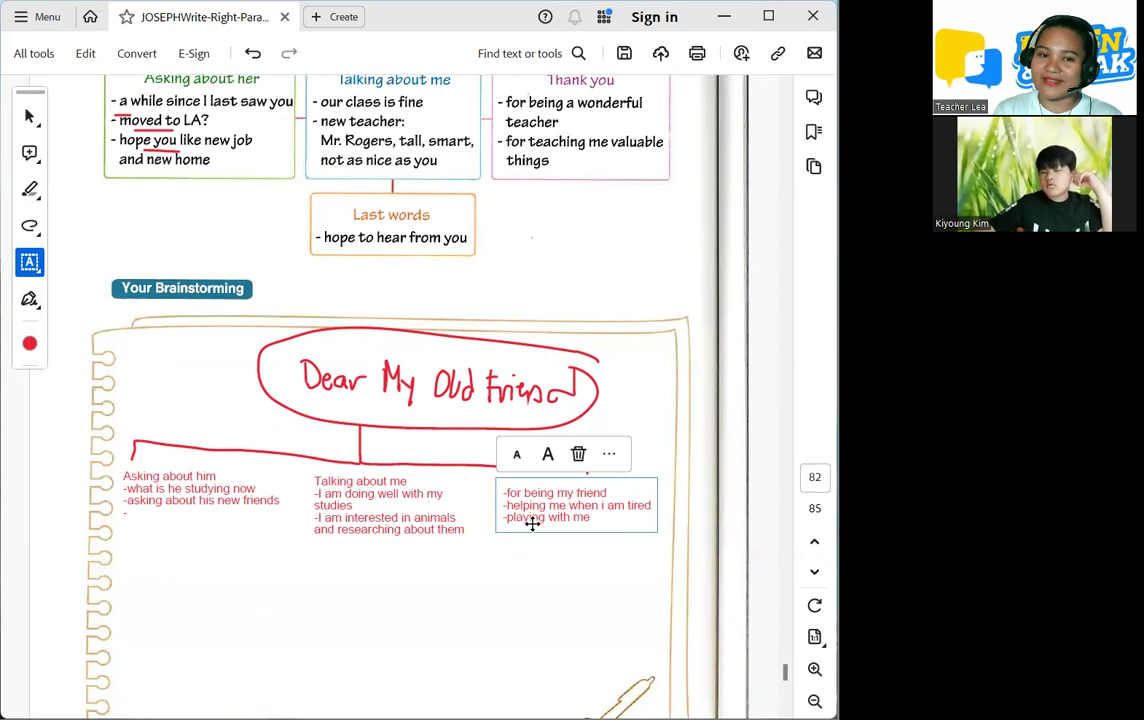 Menu
JOSEPHWrite-Right-Para...
Create
Sign in
All tools
Edit
Convert
E-Sign
Find text or tools
Asking about her
- a while since I last saw you
- moved to LA?
- hope you like new job
and new home
Talking about me
- our class is fine
- new teacher:
Mr. Rogers, tall, smart,
not as nice as you
Thank you
- for being a wonderful
teacher
- for teaching me valuable
things
Last words
- hope to hear from you
Your Brainstorming
Dear My Old Friend
Asking about him
-what is he studying now
-asking about his new friends
-
Talking about me
-I am doing well with my
studies
-I am interested in animals
and researching about them
A
A
...
-for being my friend
-helping me when i am tired
-playing with me
82
85
Teacher Lea
Kiyoung Kim